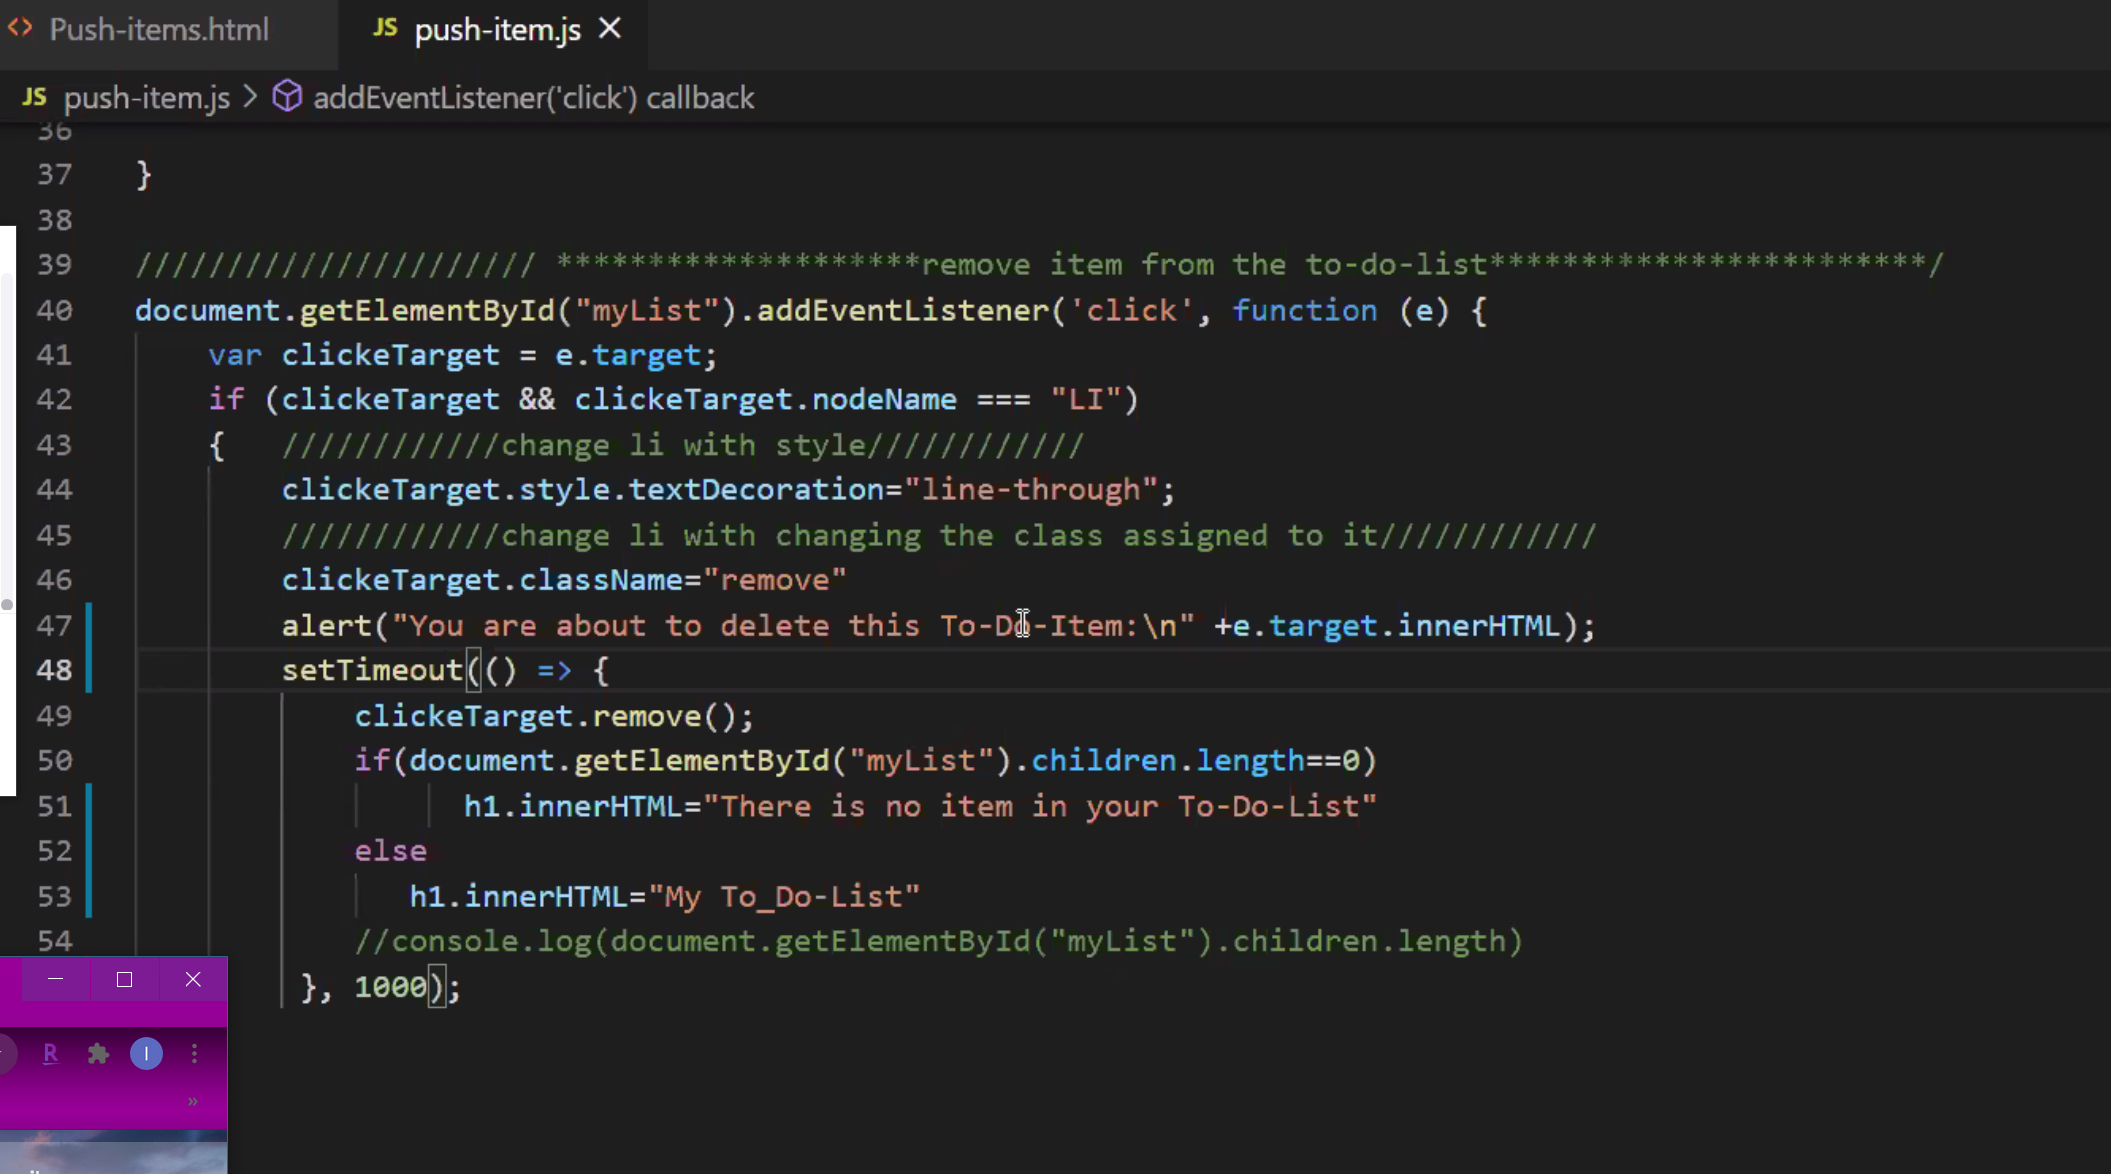 Push-items.html
JS push-item.js
JS push-item.js > addEventListener('click') callback
36
37 }
38
39 ////////////////////// ********************remove item from the to-do-list************************/
40 document.getElementById("myList").addEventListener('click', function (e) {
41 var clickeTarget = e.target;
42 if (clickeTarget && clickeTarget.nodeName === "LI")
43 { ////////////change li with style////////////
44 clickeTarget.style.textDecoration="line-through";
45 ////////////change li with changing the class assigned to it////////////
46 clickeTarget.className="remove"
47 alert("You are about to delete this To-Do-Item:\n" +e.target.innerHTML);
48 setTimeout(() => {
49 clickeTarget.remove();
50 if(document.getElementById("myList").children.length==0)
51 h1.innerHTML="There is no item in your To-Do-List"
52 else
53 h1.innerHTML="My To_Do-List"
54 //console.log(document.getElementById("myList").children.length)
}, 1000);
R I
»